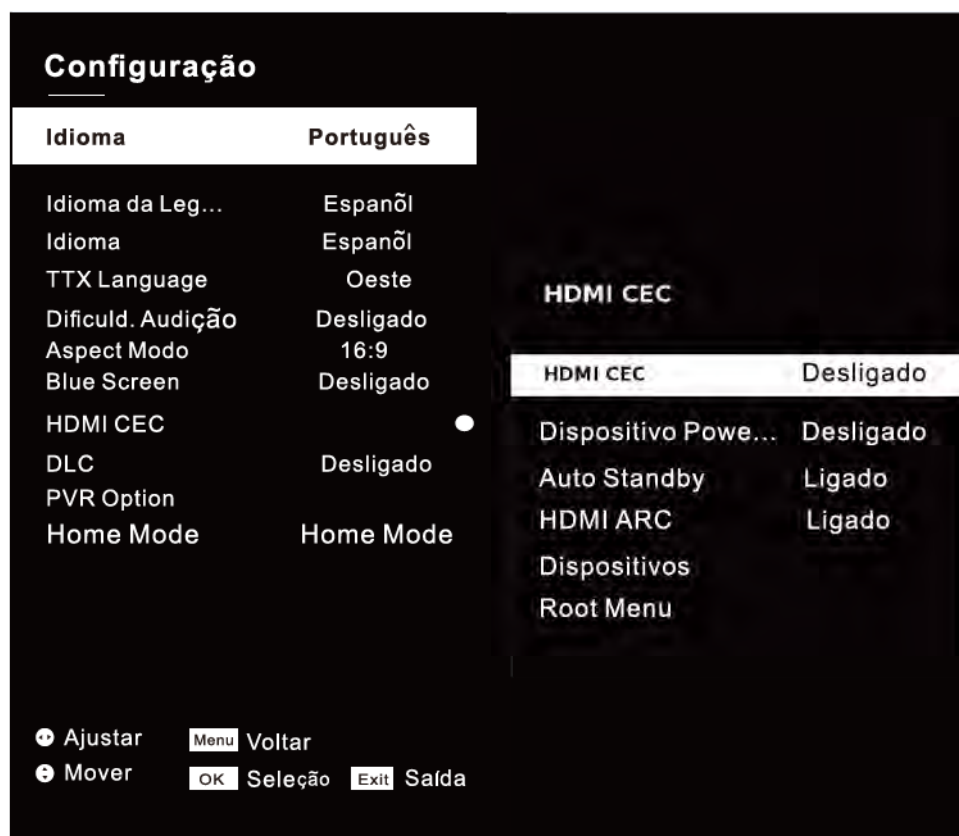 Configuração
Idioma Português
Idioma da Leg... Espanõl
Idioma Espanõl
TTX Language Oeste
Dificuld. Audição Desligado
Aspect Modo 16:9
Blue Screen Desligado
HDMI CEC
DLC Desligado
PVR Option
Home Mode Home Mode
HDMI CEC
HDMI CEC Desligado
Dispositivo Powe... Desligado
Auto Standby Ligado
HDMI ARC Ligado
Dispositivos
Root Menu
Ajustar Menu Voltar
Mover OK Seleção Exit Saída